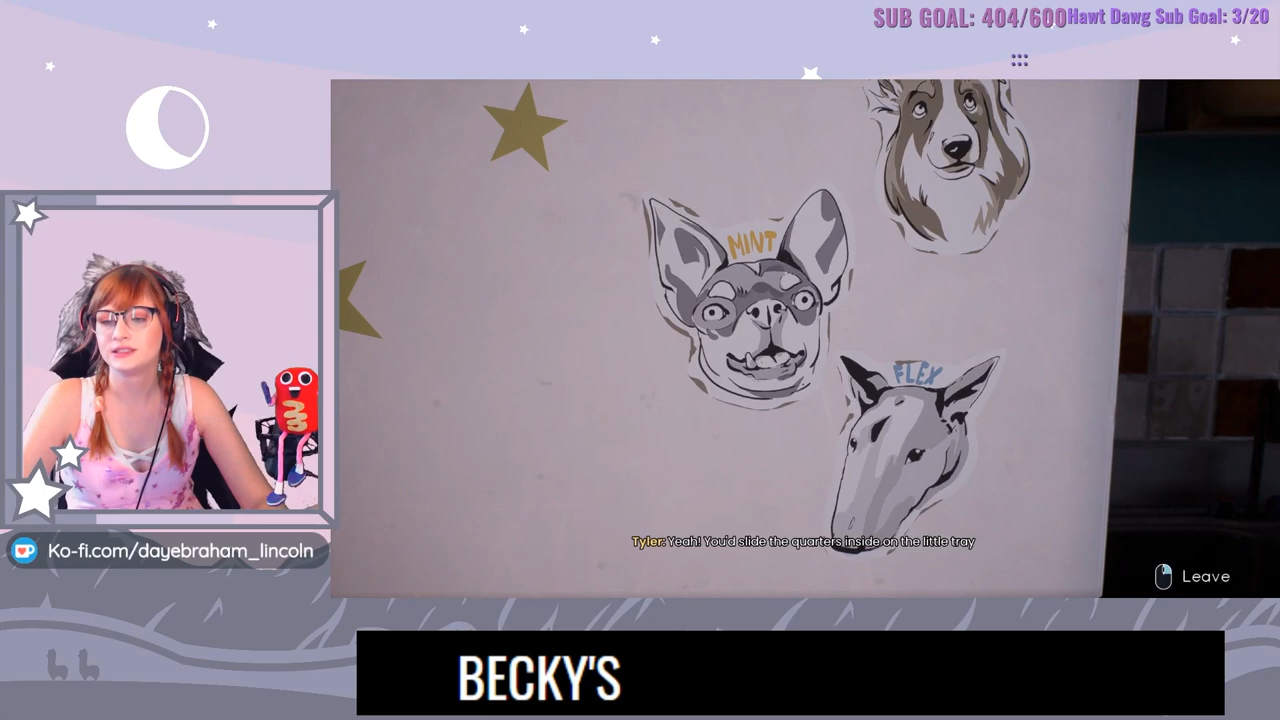 SUB GOAL: 404/600
Hawt Dawg Sub Goal: 3/20
MINT
FLEX
Tyler: Yeah! You'd slide the quarters inside on the little tray
Leave
Ko-fi.com/dayebraham_lincoln
BECKY'S